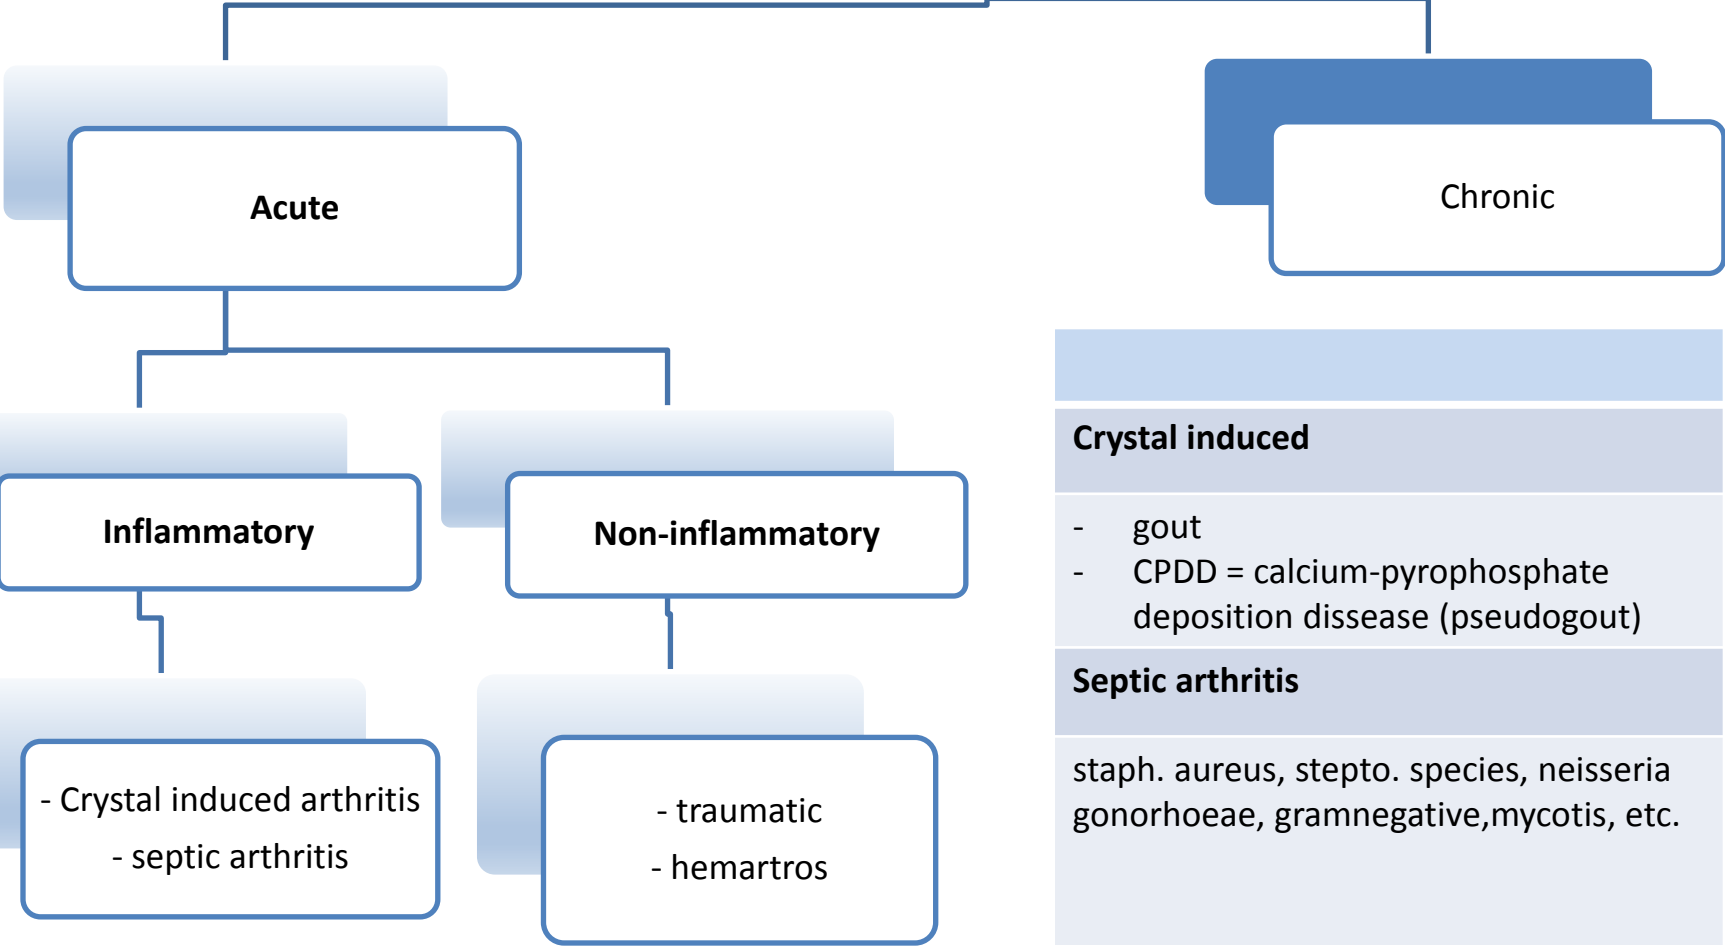 Acute
Chronic
Inflammatory
Non-inflammatory
- Crystal induced arthritis
- septic arthritis
- traumatic
- hemartros
Crystal induced
- gout
- CPDD = calcium-pyrophosphate
deposition dissease (pseudogout)
Septic arthritis
staph. aureus, stepto. species, neisseria
gonorhoeae, gramnegative,mycotis, etc.